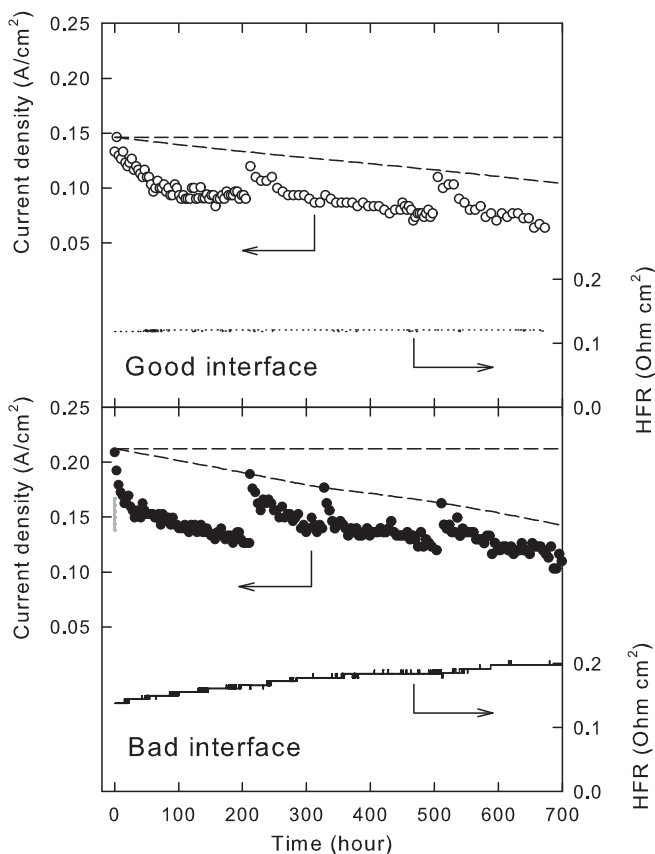 0.25
0.20
0.15
0.10
0.05
Current density (A/cm²)
0.2
0.1
0.0
HFR (Ohm cm²)
Good interface
0.25
0.20
0.15
0.10
0.05
Current density (A/cm²)
0.2
0.1
0.0
HFR (Ohm cm²)
Bad interface
0 100 200 300 400 500 600 700
Time (hour)